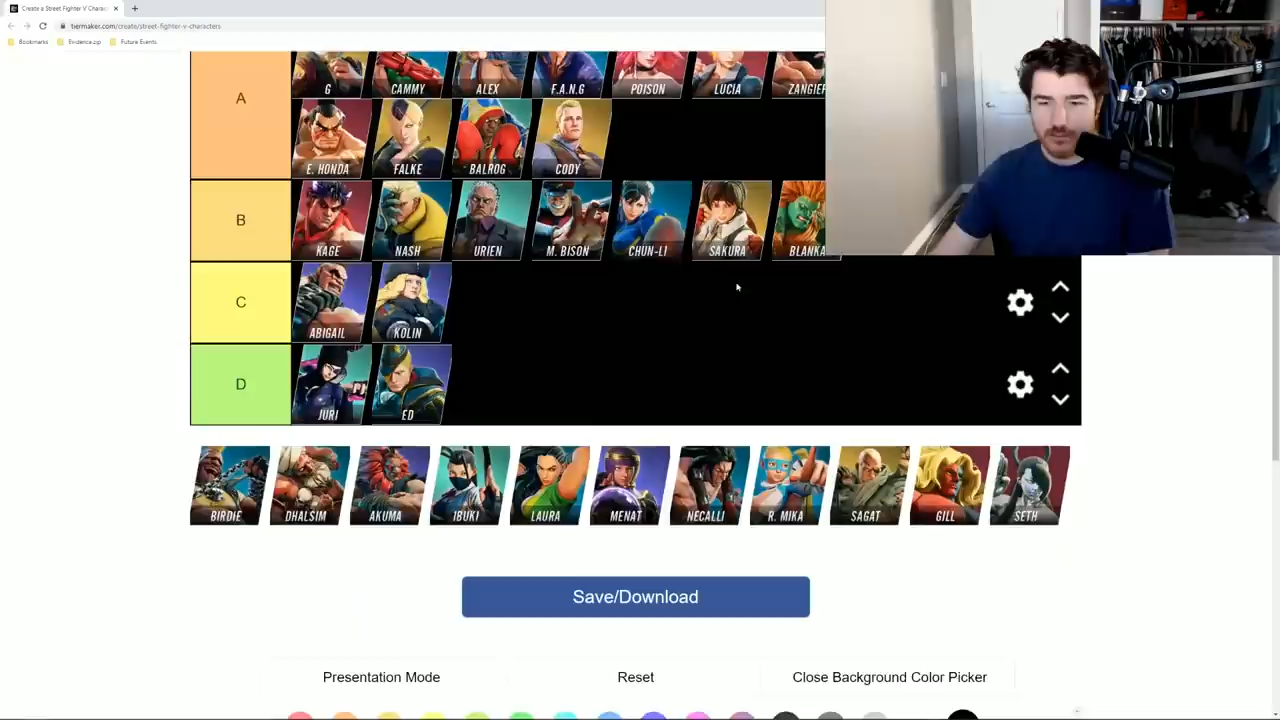 Create a Street Fighter V Charac
tiermaker.com/create/street-fighter-v-characters
Bookmarks Evidence.zip Future Events
A
G CAMMY ALEX F.A.N.G POISON LUCIA ZANGIEF
E. HONDA FALKE BALROG CODY
B
KAGE NASH URIEN M. BISON CHUN-LI SAKURA BLANKA
C
ABIGAIL KOLIN
D
JURI ED
BIRDIE DHALSIM AKUMA IBUKI LAURA MENAT NECALLI R. MIKA SAGAT GILL SETH
Save/Download
Presentation Mode Reset Close Background Color Picker